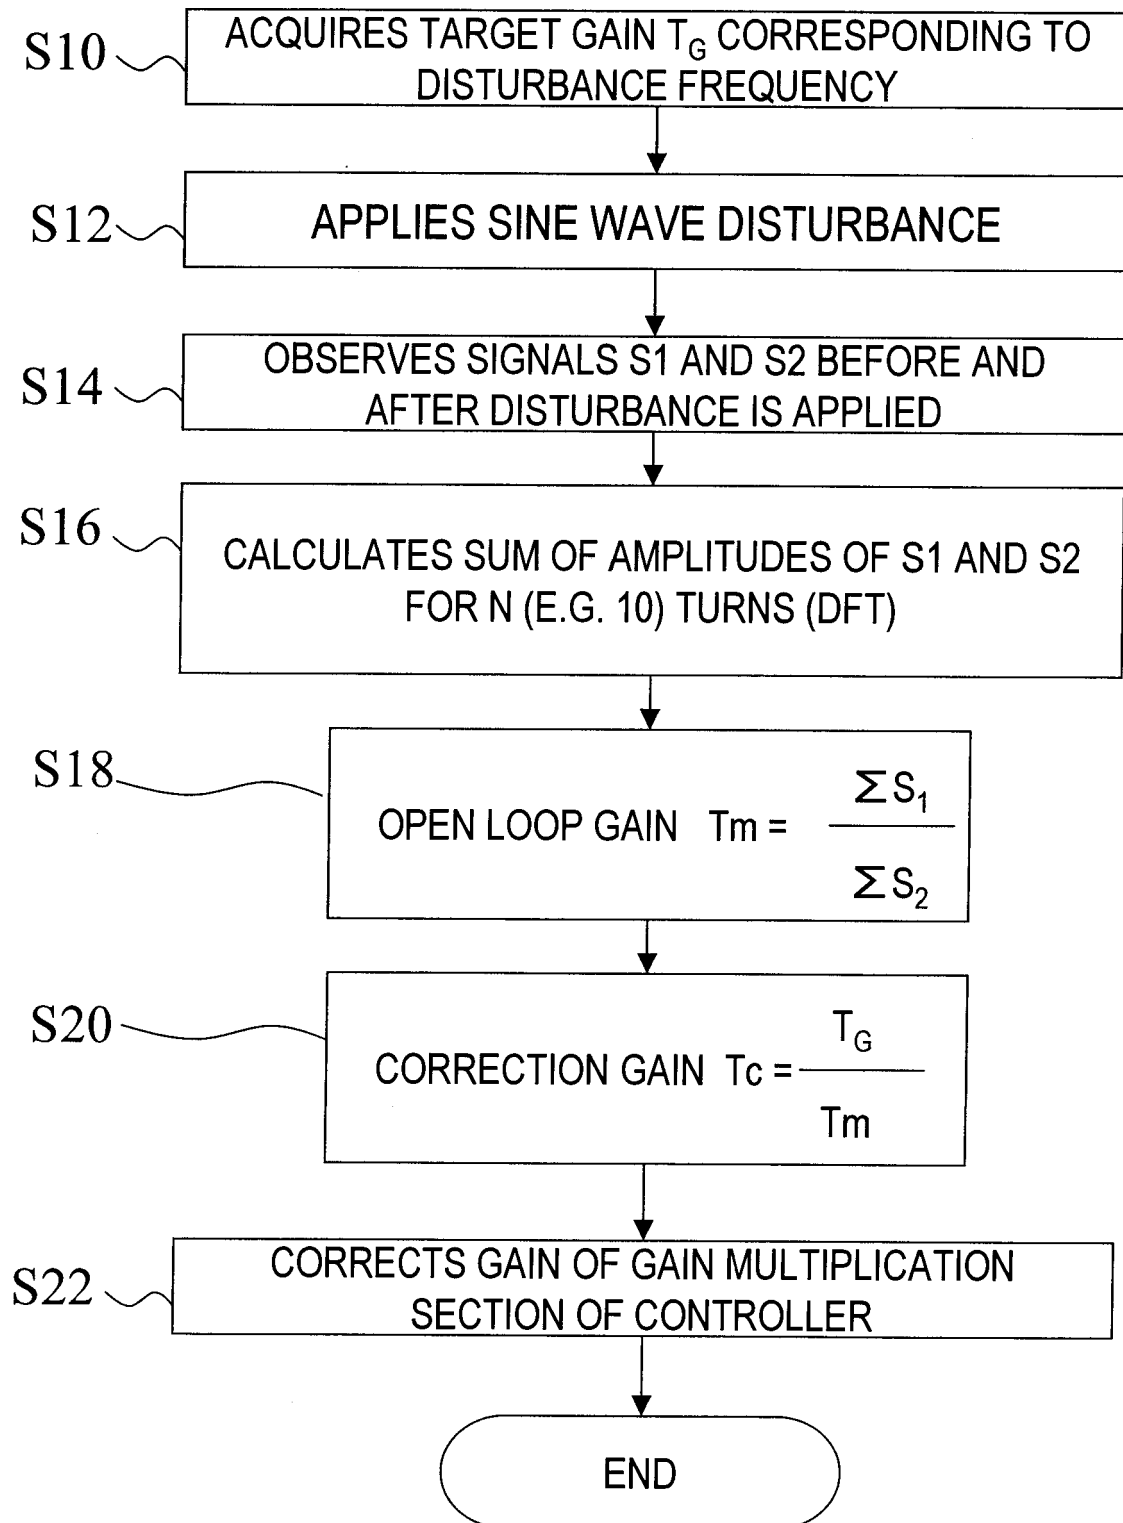 S10
ACQUIRES TARGET GAIN TG CORRESPONDING TO
DISTURBANCE FREQUENCY
S12
APPLIES SINE WAVE DISTURBANCE
S14
OBSERVES SIGNALS S1 AND S2 BEFORE AND
AFTER DISTURBANCE IS APPLIED
S16
CALCULATES SUM OF AMPLITUDES OF S1 AND S2
FOR N (E.G. 10) TURNS (DFT)
S18
OPEN LOOP GAIN Tm =
ΣS1
ΣS2
S20
CORRECTION GAIN Tc =
TG
Tm
S22
CORRECTS GAIN OF GAIN MULTIPLICATION
SECTION OF CONTROLLER
END